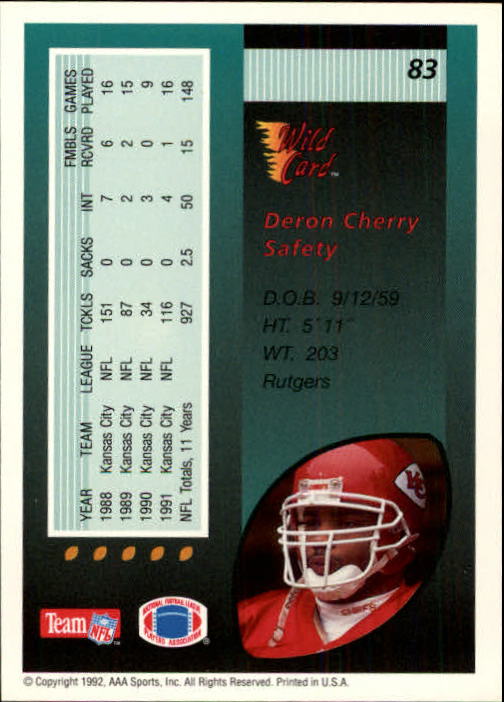 83
Wild
Card™
Deron Cherry
Safety
D.O.B. 9/12/59
HT. 5'11"
WT. 203
Rutgers
YEAR TEAM LEAGUE TCKLS SACKS INT FMBLS RCVRD GAMES PLAYED
1988 Kansas City NFL 151 0 7 6 16
1989 Kansas City NFL 87 0 2 2 15
1990 Kansas City NFL 34 0 3 0 9
1991 Kansas City NFL 116 0 4 1 16
NFL Totals, 11 Years 927 2.5 50 15 148
Team NFL™
NATIONAL FOOTBALL LEAGUE
PLAYERS ASSOCIATION
®
KC
CHIEFS
© Copyright 1992, AAA Sports, Inc. All Rights Reserved. Printed in U.S.A.